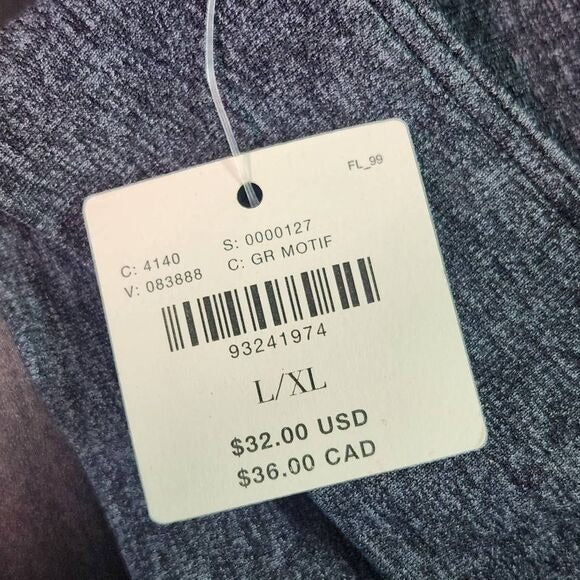 FL_99
C: 4140 S: 0000127
V: 083888 C: GR MOTIF
93241974
L/XL
$32.00 USD
$36.00 CAD